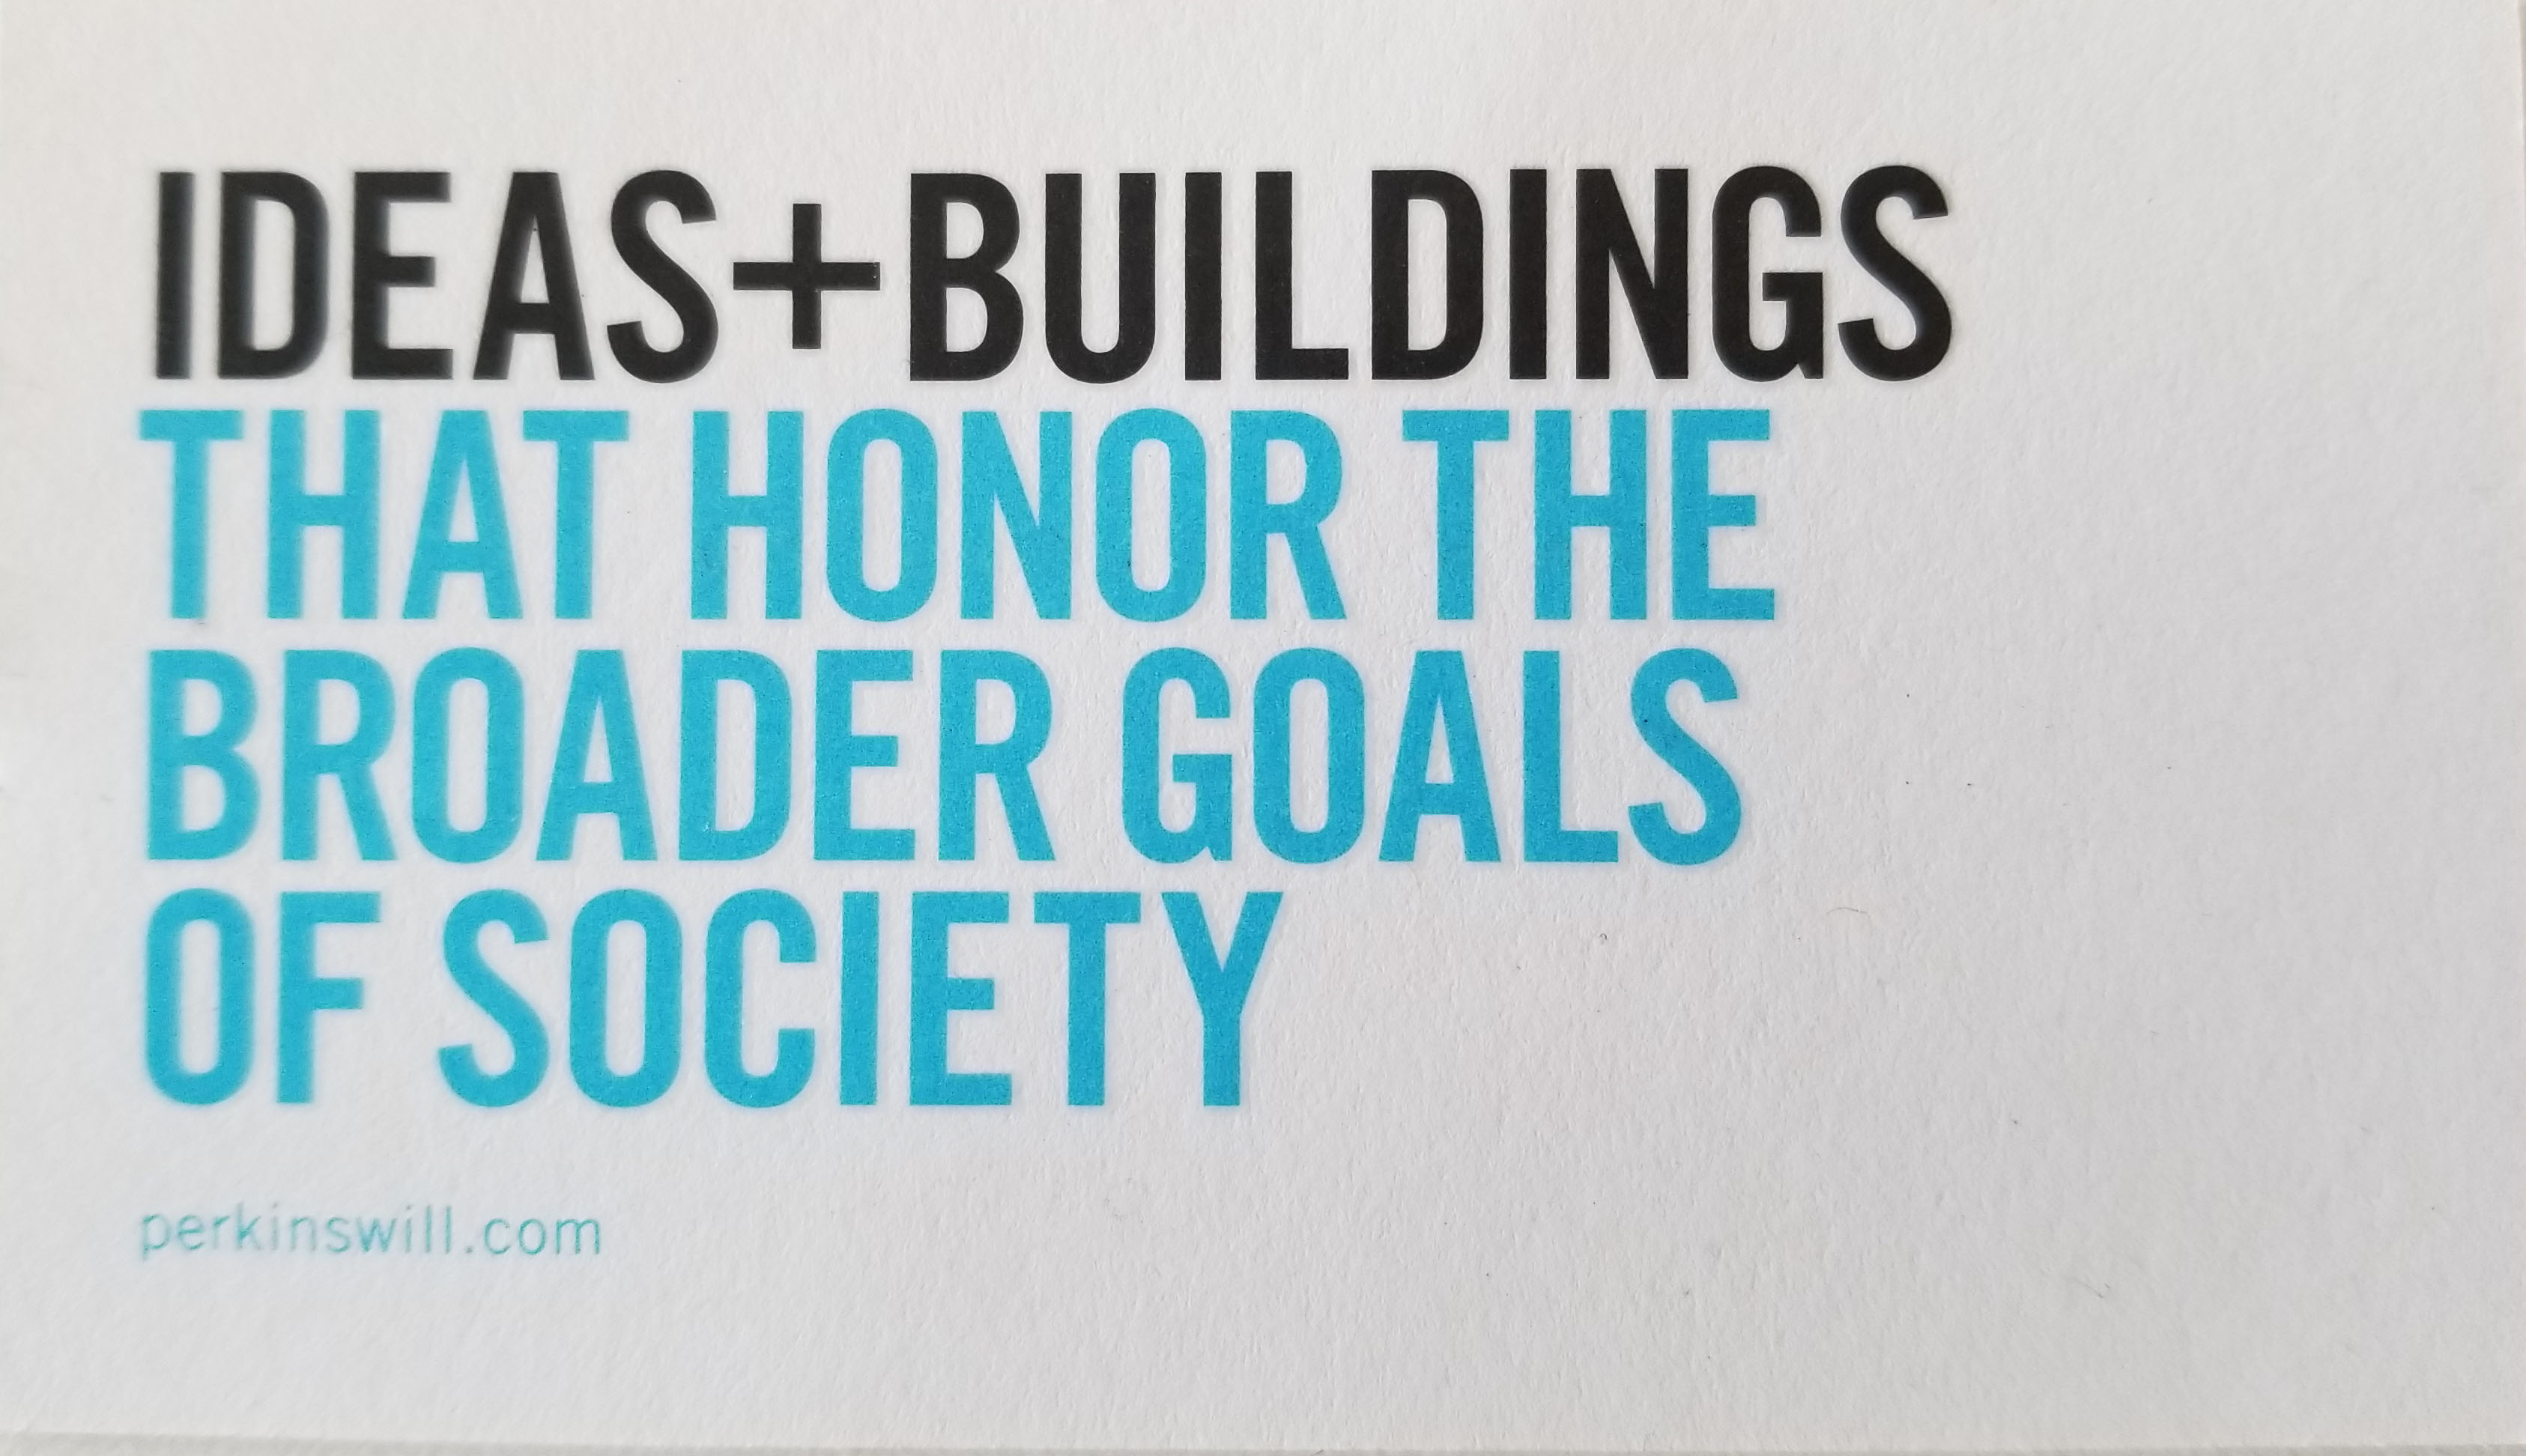 IDEAS+BUILDINGS
THAT HONOR THE
BROADER GOALS
OF SOCIETY
perkinswill.com